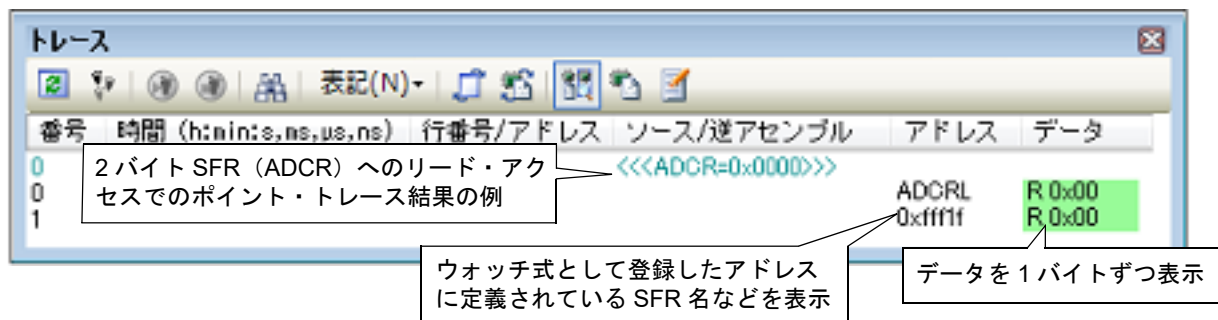 トレース
表記(N)
番号 時間 (h:min:s,ms,μs,ns) 行番号/アドレス ソース/逆アセンブル アドレス データ
0 <<<ADCR=0x0000>>>
2 バイト SFR（ADCR）へのリード・アク
セスでのポイント・トレース結果の例
0 ADCRL R 0x00
1 0xfff1f R 0x00
ウォッチ式として登録したアドレス
に定義されている SFR 名などを表示
データを 1 バイトずつ表示